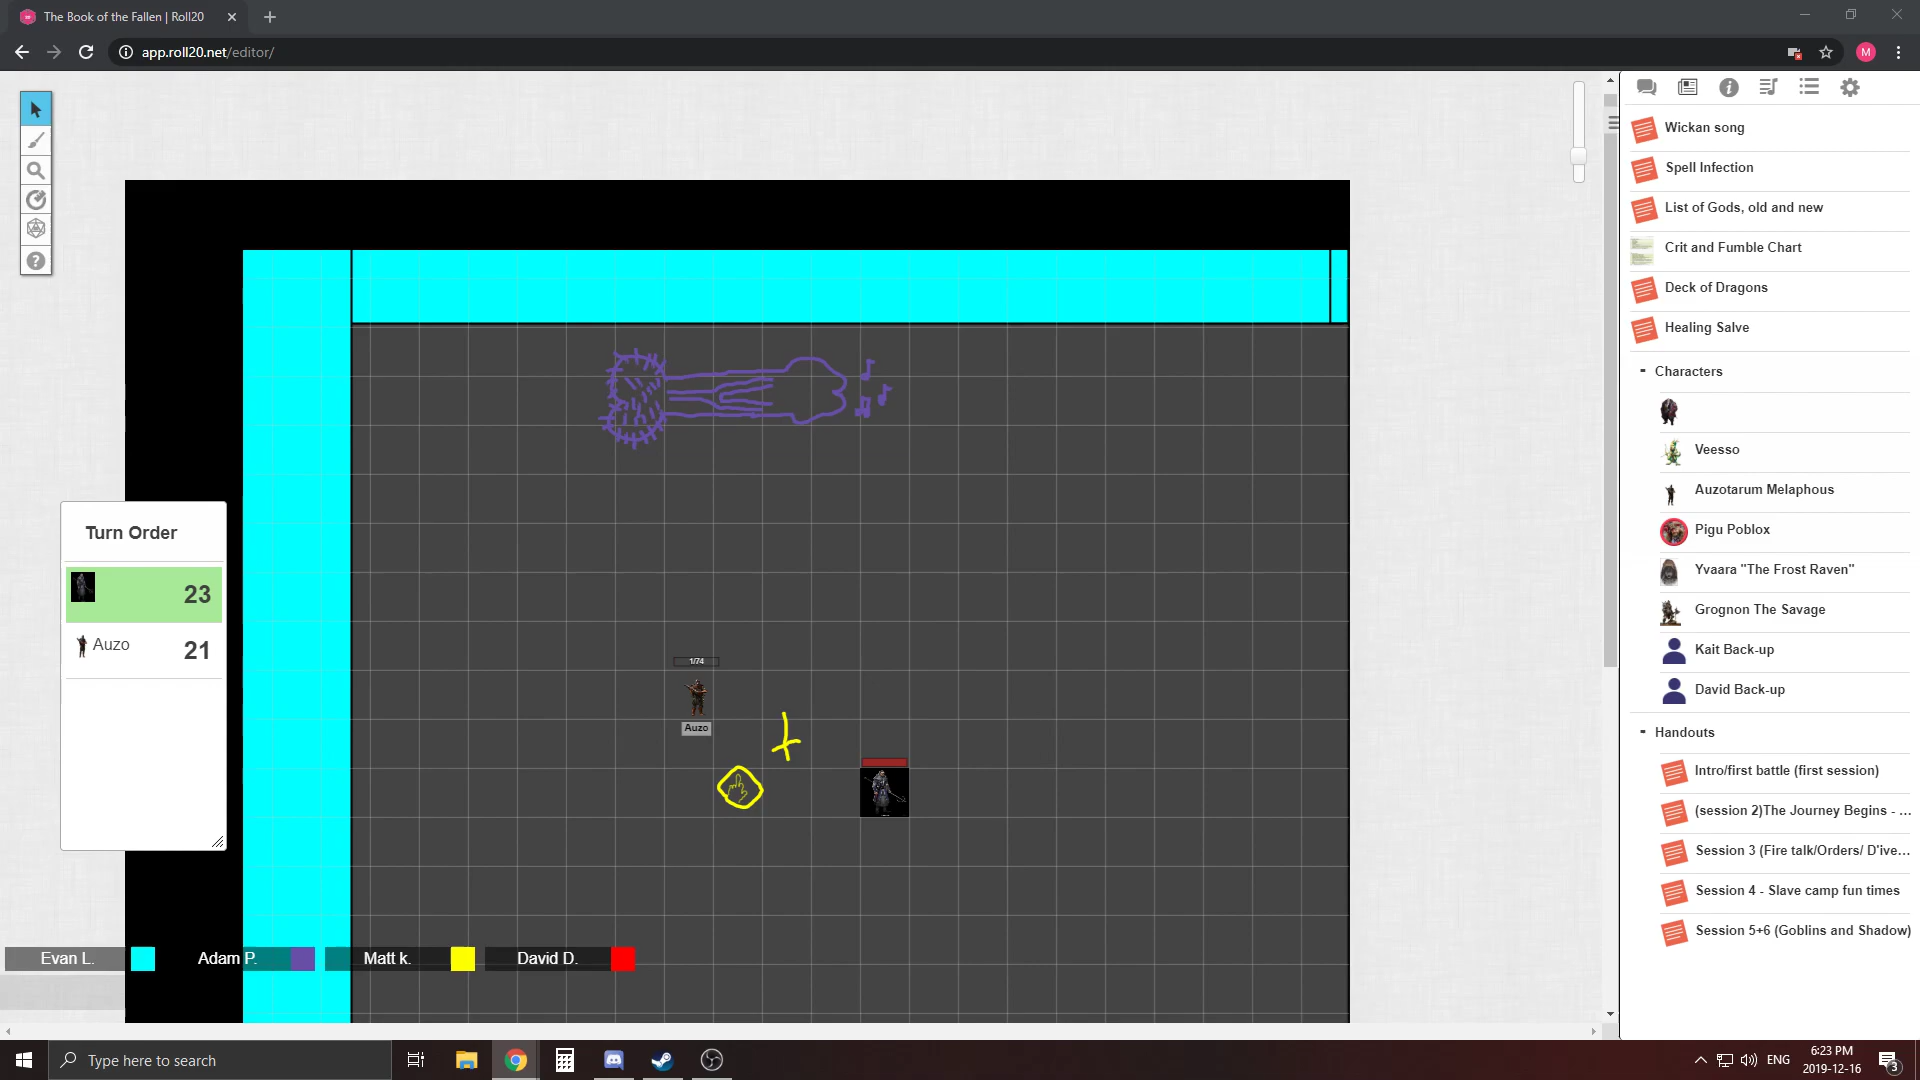 The Book of the Fallen | Roll20
app.roll20.net/editor/
M
Wickan song
Spell Infection
List of Gods, old and new
Crit and Fumble Chart
Deck of Dragons
Healing Salve
Characters
Veesso
Auzotarum Melaphous
Pigu Poblox
Yvaara "The Frost Raven"
Grognon The Savage
Kait Back-up
David Back-up
Handouts
Intro/first battle (first session)
(session 2)The Journey Begins - ...
Session 3 (Fire talk/Orders/ D'ive...
Session 4 - Slave camp fun times
Session 5+6 (Goblins and Shadow)
Turn Order
23
Auzo 21
1/74
Auzo
Evan L. Adam P. Matt k. David D.
Type here to search
ENG
6:23 PM
2019-12-16
3